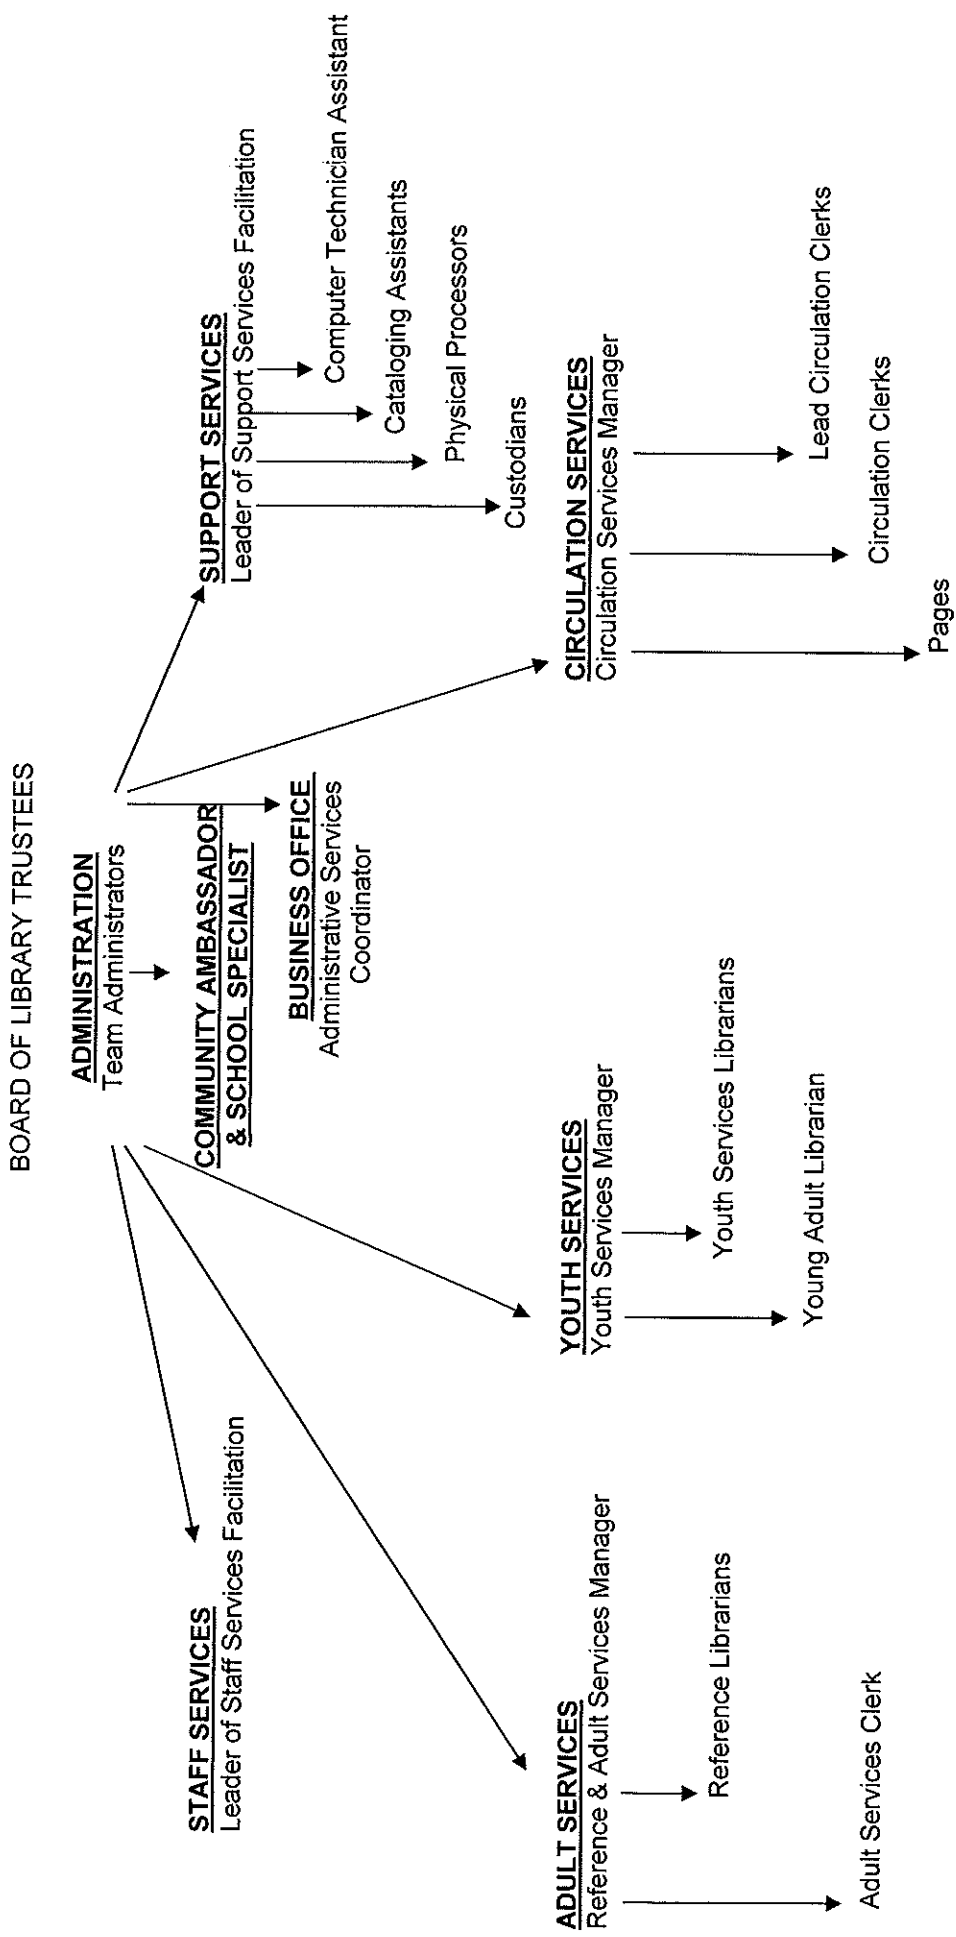 BOARD OF LIBRARY TRUSTEES
ADMINISTRATION
Team Administrators
COMMUNITY AMBASSADOR
& SCHOOL SPECIALIST
BUSINESS OFFICE
Administrative Services
Coordinator
STAFF SERVICES
Leader of Staff Services Facilitation
SUPPORT SERVICES
Leader of Support Services Facilitation
Computer Technician Assistant
Cataloging Assistants
Physical Processors
Custodians
ADULT SERVICES
Reference & Adult Services Manager
Reference Librarians
Adult Services Clerk
YOUTH SERVICES
Youth Services Manager
Youth Services Librarians
Young Adult Librarian
CIRCULATION SERVICES
Circulation Services Manager
Lead Circulation Clerks
Circulation Clerks
Pages